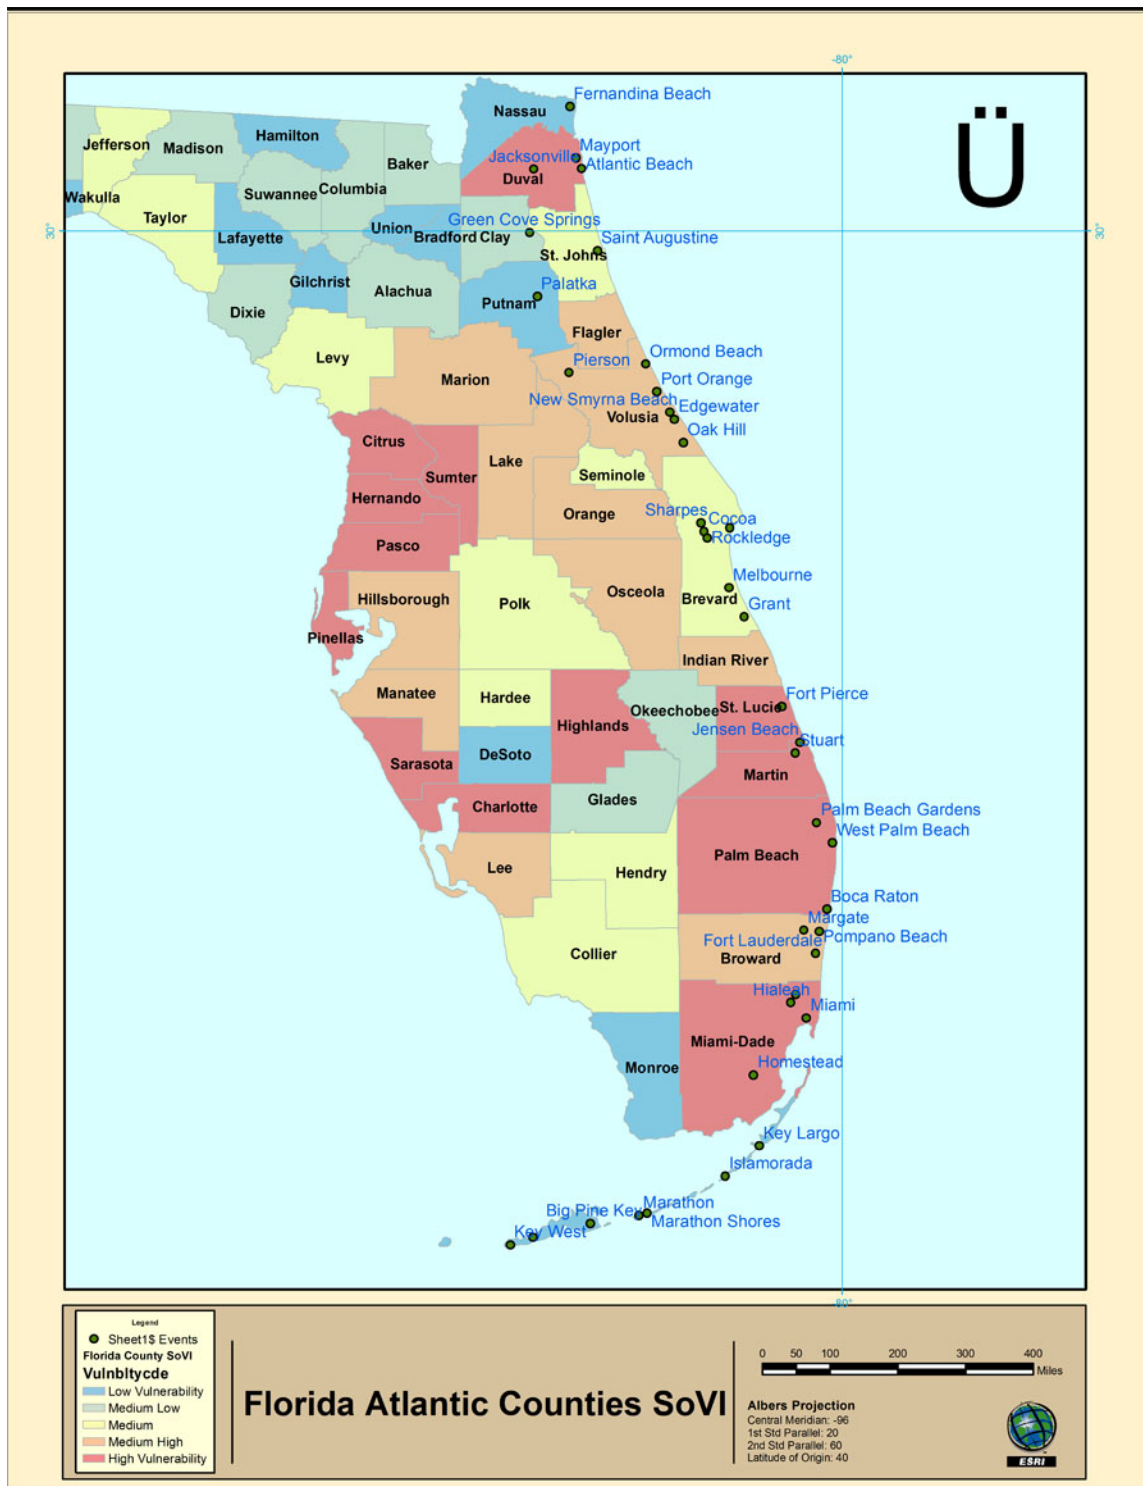 -80°
Ü
Fernandina Beach
Nassau
Jefferson
Hamilton
Madison
Mayport
Baker
Jacksonville
Atlantic Beach
Duval
Wakulla
Suwannee
Columbia
Taylor
Green Cove Springs
Union
Bradford
Clay
Lafayette
30°
30°
Saint Augustine
St. Johns
Gilchrist
Alachua
Palatka
Putnam
Dixie
Flagler
Levy
Pierson
Ormond Beach
Marion
Port Orange
New Smyrna Beach
Edgewater
Volusia
Oak Hill
Citrus
Lake
Sumter
Seminole
Hernando
Orange
Sharpes
Cocoa
Rockledge
Pasco
Melbourne
Hillsborough
Polk
Osceola
Brevard
Grant
Pinellas
Indian River
Manatee
Hardee
Fort Pierce
Okeechobee
St. Lucie
Highlands
Jensen Beach
Stuart
DeSoto
Sarasota
Martin
Charlotte
Glades
Palm Beach Gardens
West Palm Beach
Palm Beach
Lee
Hendry
Boca Raton
Margate
Pompano Beach
Fort Lauderdale
Collier
Broward
Hialeah
Miami
Miami-Dade
Monroe
Homestead
Key Largo
Islamorada
Marathon
Big Pine Key
Marathon Shores
Key West
-80°
Legend
Sheet1$ Events
Florida County SoVI
Vulnbltycde
Low Vulnerability
Medium Low
Medium
Medium High
High Vulnerability
Florida Atlantic Counties SoVI
0 50 100 200 300 400
Miles
Albers Projection
Central Meridian: -96
1st Std Parallel: 20
2nd Std Parallel: 60
Latitude of Origin: 40
ESRI